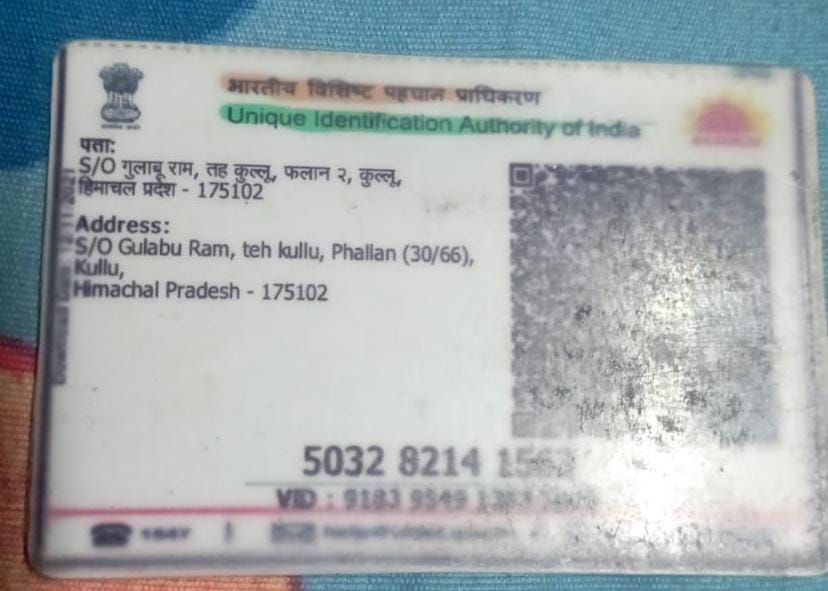 भारतीय विशिष्ट पहचान प्राधिकरण
Unique Identification Authority of India
पता:
S/O गुलाबू राम, तह कुल्लू, फलान २, कुल्लू,
हिमाचल प्रदेश - 175102
Address:
S/O Gulabu Ram, teh kullu, Phallan (30/66),
Kullu,
Himachal Pradesh - 175102
5032 8214
VID : 9183 9549
1947